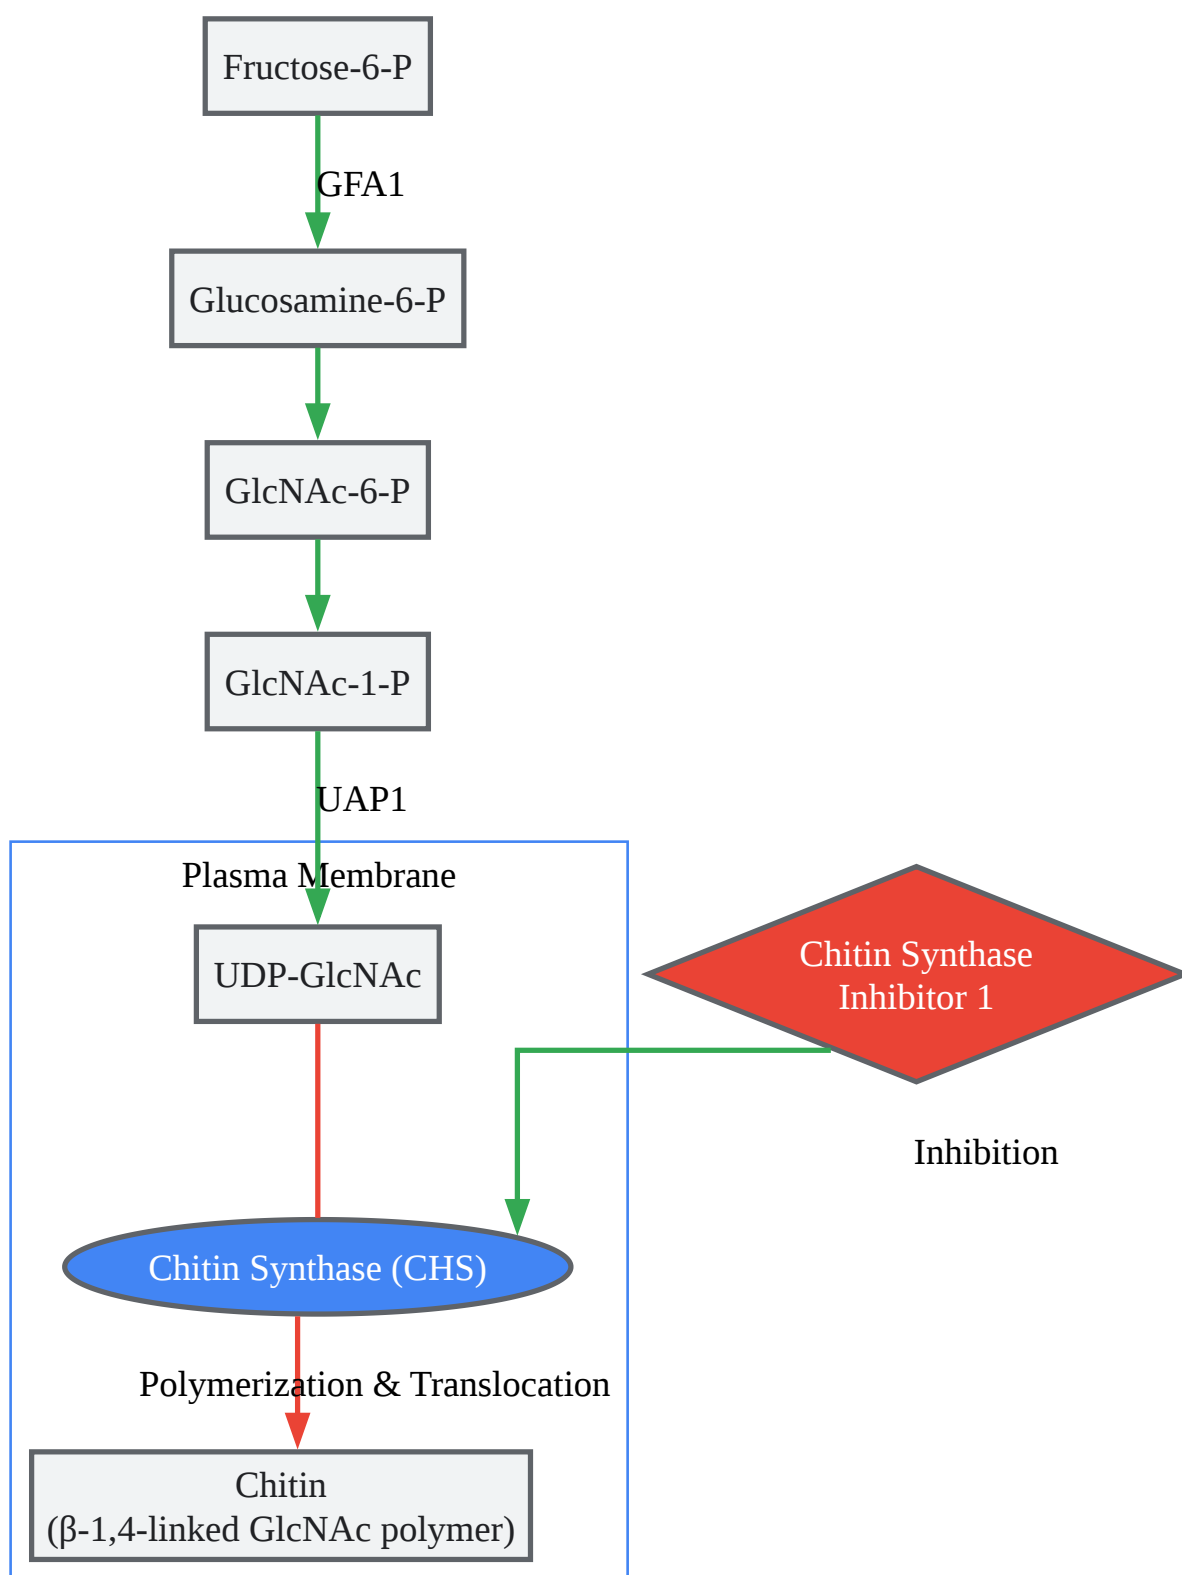 Fructose-6-P
GFA1
Glucosamine-6-P
GlcNAc-6-P
GlcNAc-1-P
UAP1
Plasma Membrane
UDP-GlcNAc
Chitin Synthase
Inhibitor 1
Inhibition
Chitin Synthase (CHS)
Polymerization & Translocation
Chitin
(β-1,4-linked GlcNAc polymer)